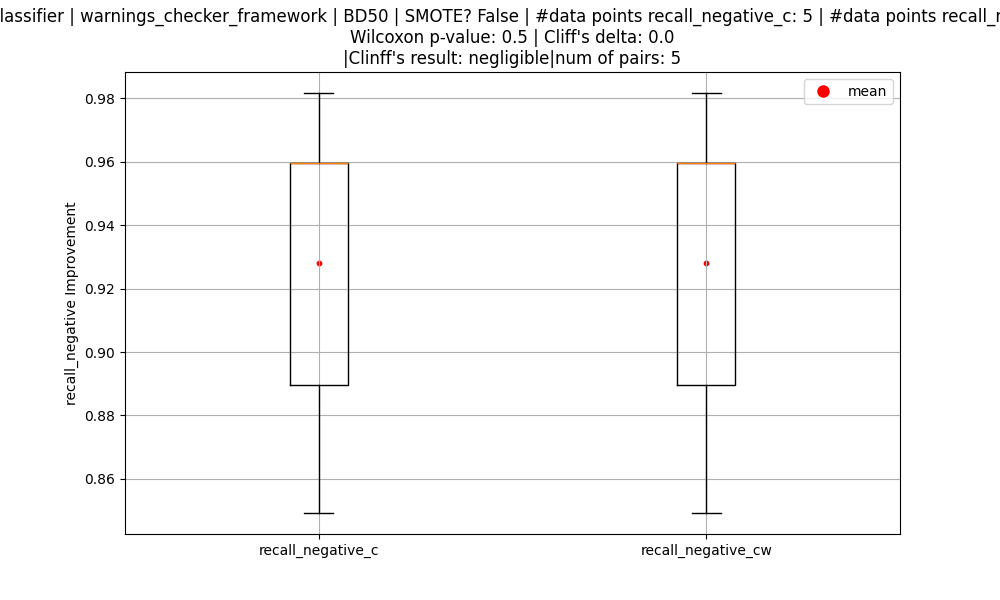 lassifier | warnings_checker_framework | BD50 | SMOTE? False | #data points recall_negative_c: 5 | #data points
Wilcoxon p-value: 0.5 | Cliff's delta: 0.0
|Clinff's result: negligible|num of pairs: 5
mean
0.98
0.96
0.94
0.92
0.90
0.88
0.86
recall_negative Improvement
recall_negative_c
recall_negative_cw